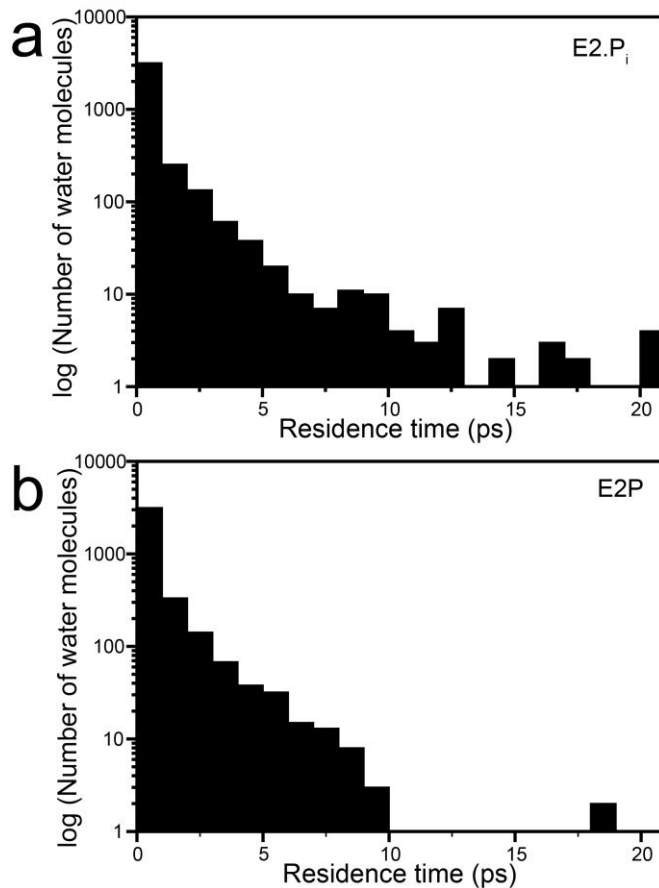 a
E2.Pi
log (Number of water molecules)
10000
1000
100
10
1
0 5 10 15 20
Residence time (ps)
b
E2P
log (Number of water molecules)
10000
1000
100
10
1
0 5 10 15 20
Residence time (ps)